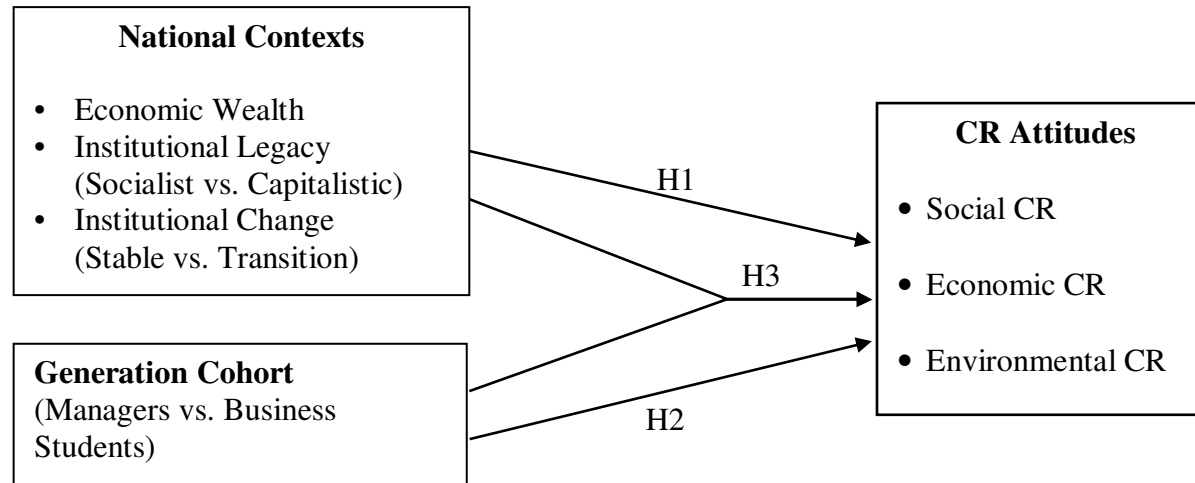 National Contexts
• Economic Wealth
• Institutional Legacy
(Socialist vs. Capitalistic)
• Institutional Change
(Stable vs. Transition)
Generation Cohort
(Managers vs. Business
Students)
H1
H3
H2
CR Attitudes
• Social CR
• Economic CR
• Environmental CR